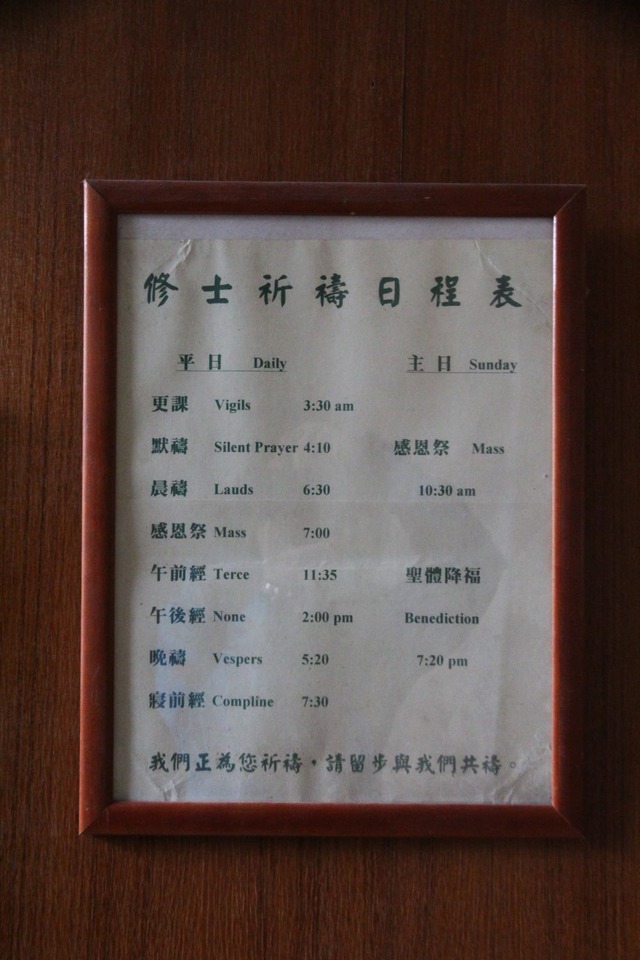 修士祈禱日程表
平日 Daily 主日 Sunday
更課 Vigils 3:30 am
默禱 Silent Prayer 4:10 感恩祭 Mass
晨禱 Lauds 6:30 10:30 am
感恩祭 Mass 7:00
午前經 Terce 11:35 聖體降福
午後經 None 2:00 pm Benediction
晚禱 Vespers 5:20 7:20 pm
寢前經 Compline 7:30
我們正為您祈禱，請留步與我們共禱。